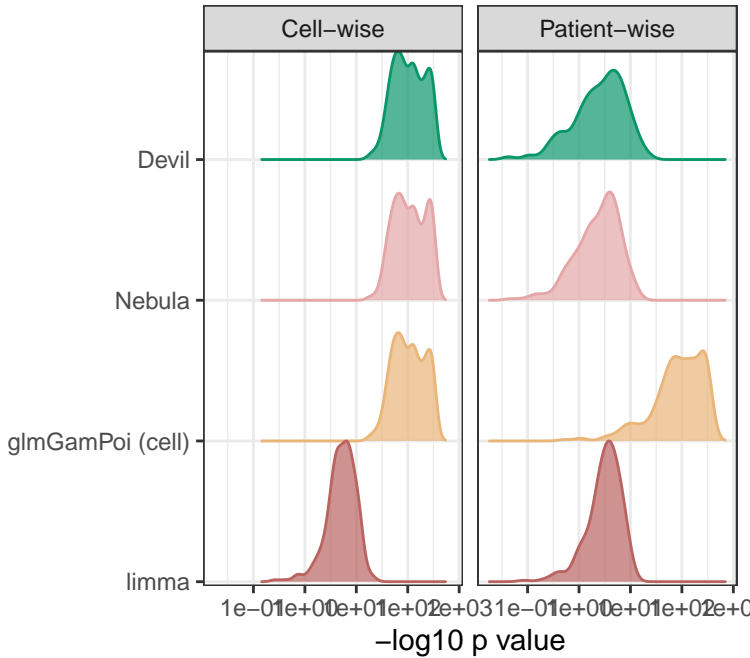 Cell−wise Patient−wise
Devil
Nebula
glmGamPoi (cell)
limma
1e−01 1e+00 1e+01 1e+02 1e+03 1e−01 1e+00 1e+01 1e+02
−log10 p value